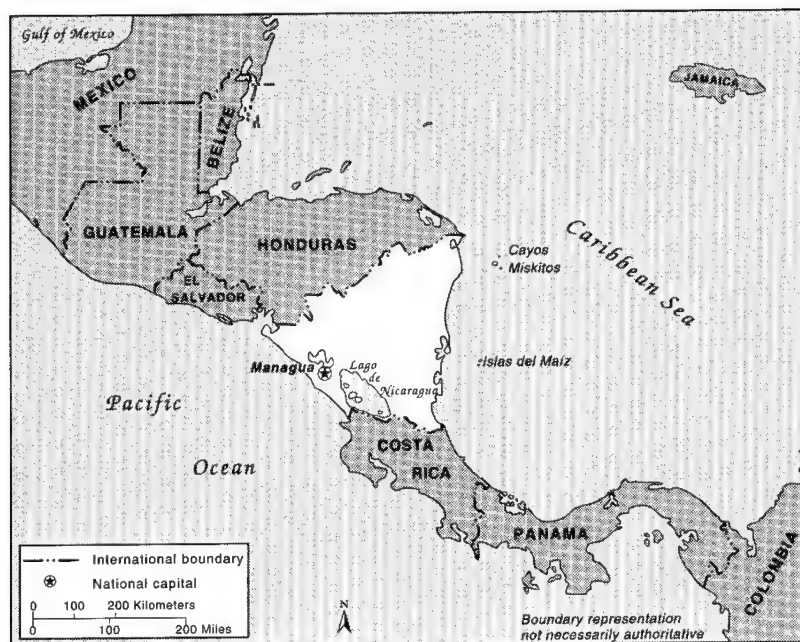 Gulf of Mexico
MEXICO
JAMAICA
BELIZE
GUATEMALA
HONDURAS
Caribbean Sea
Cayos
Miskitos
EL
SALVADOR
Managua
Lago
de
Nicaragua
Islas del Maíz
Pacific
Ocean
COSTA
RICA
PANAMA
COLOMBIA
International boundary
National capital
0 100 200 Kilometers
0 100 200 Miles
N
Boundary representation
not necessarily authoritative